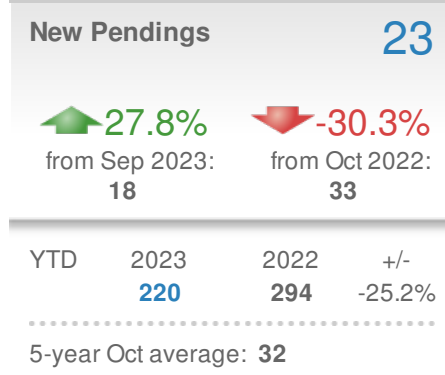 New Pendings 23
27.8% -30.3%
from Sep 2023: from Oct 2022:
18 33
YTD 2023 2022 +/-
220 294 -25.2%
5-year Oct average: 32